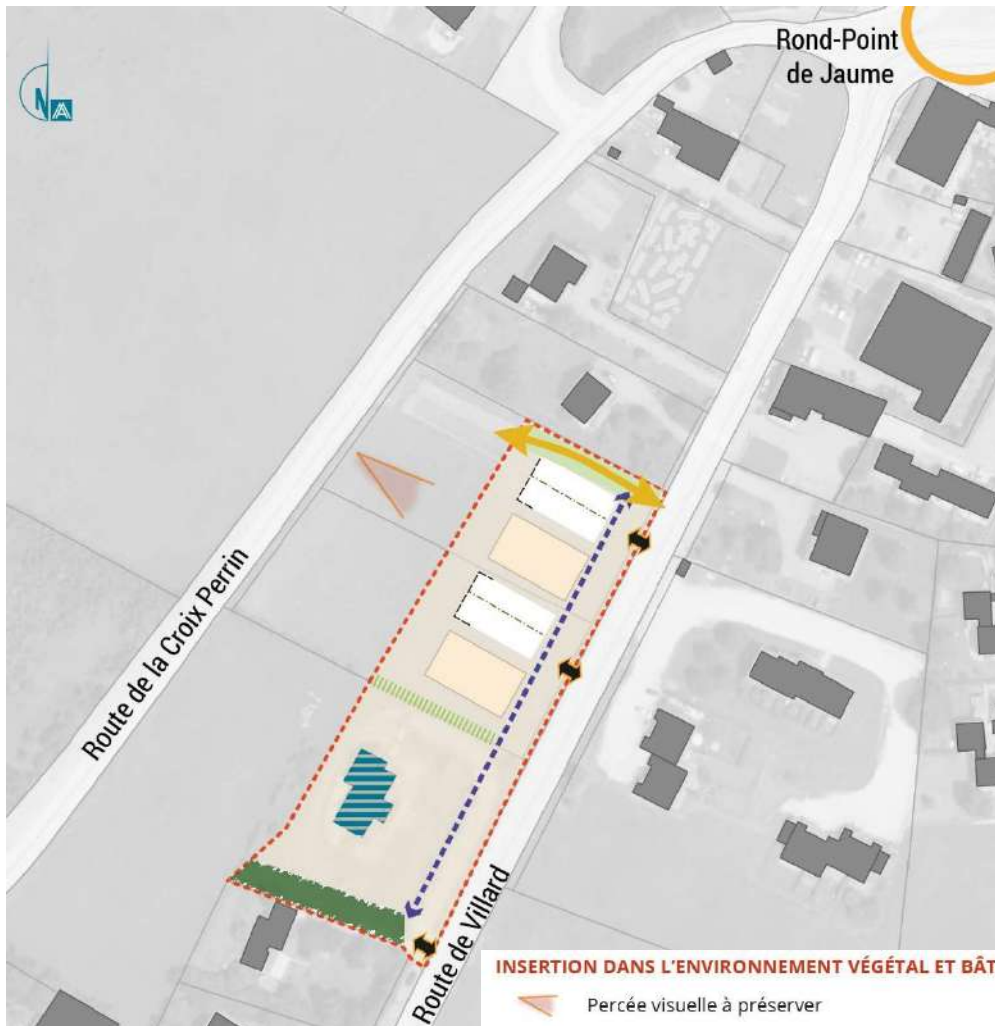 Rond-Point
de Jaume
N
Route de la Croix Perrin
Route de Villard
INSERTION DANS L'ENVIRONNEMENT VÉGÉTAL ET BÂT
Percée visuelle à préserver